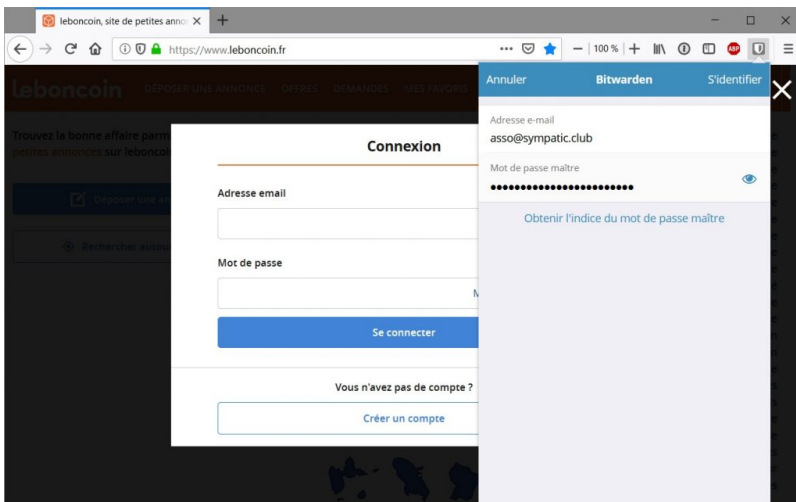 leboncoin, site de petites anno
https://www.leboncoin.fr
100 %
ABP
leboncoin
DÉPOSER UNE ANNONCE OFFRES DEMANDES MES FAVORIS
Trouvez la bonne affaire parm
petites annonces sur leboncoi
Déposer une an
Rechercher autou
Connexion
Adresse email
Mot de passe
M
Se connecter
Vous n'avez pas de compte ?
Créer un compte
Annuler
Bitwarden
S'identifier
Adresse e-mail
asso@sympatic.club
Mot de passe maître
Obtenir l'indice du mot de passe maître